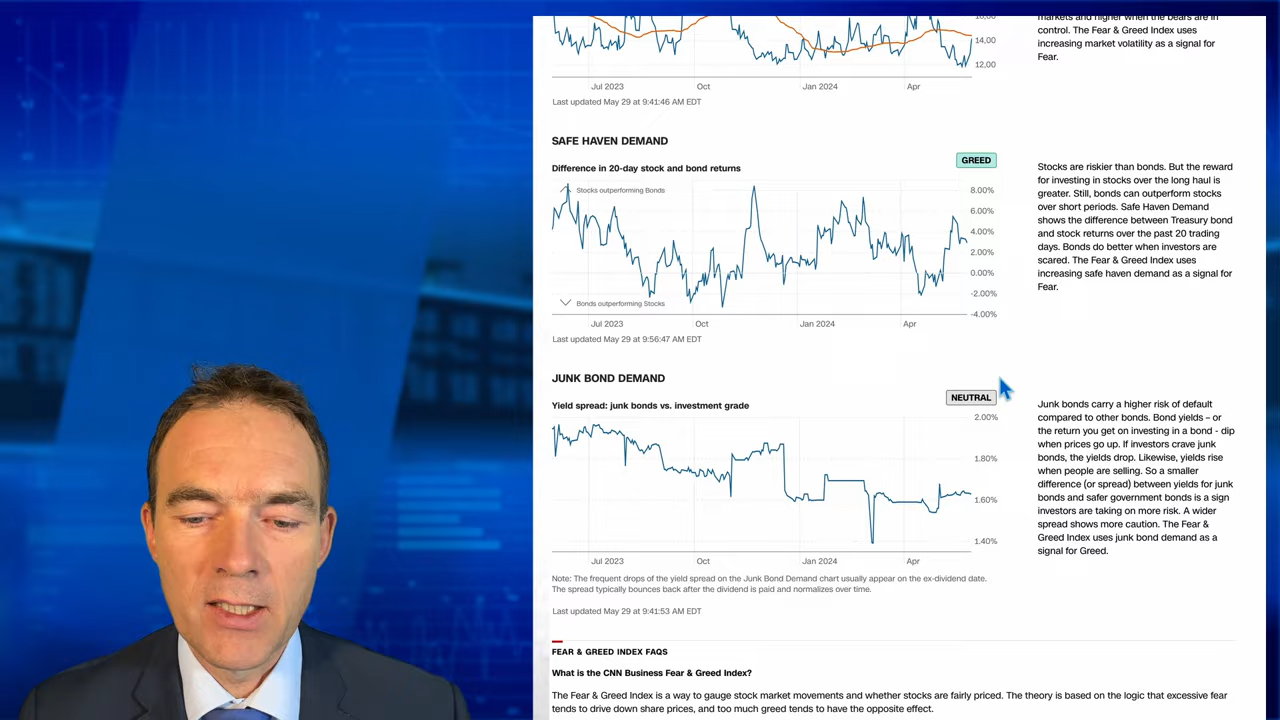 16,00
14,00
12,00
Jul 2023 Oct Jan 2024 Apr
Last updated May 29 at 9:41:46 AM EDT
markets and higher when the bears are in
control. The Fear & Greed Index uses
increasing market volatility as a signal for
Fear.
SAFE HAVEN DEMAND
GREED
Difference in 20-day stock and bond returns
Stocks outperforming Bonds
8.00%
6.00%
4.00%
2.00%
0.00%
-2.00%
-4.00%
Bonds outperforming Stocks
Jul 2023 Oct Jan 2024 Apr
Last updated May 29 at 9:56:47 AM EDT
Stocks are riskier than bonds. But the reward
for investing in stocks over the long haul is
greater. Still, bonds can outperform stocks
over short periods. Safe Haven Demand
shows the difference between Treasury bond
and stock returns over the past 20 trading
days. Bonds do better when investors are
scared. The Fear & Greed Index uses
increasing safe haven demand as a signal for
Fear.
JUNK BOND DEMAND
NEUTRAL
Yield spread: junk bonds vs. investment grade
2.00%
1.80%
1.60%
1.40%
Jul 2023 Oct Jan 2024 Apr
Note: The frequent drops of the yield spread on the Junk Bond Demand chart usually appear on the ex-dividend date.
The spread typically bounces back after the dividend is paid and normalizes over time.
Last updated May 29 at 9:41:53 AM EDT
Junk bonds carry a higher risk of default
compared to other bonds. Bond yields – or
the return you get on investing in a bond - dip
when prices go up. If investors crave junk
bonds, the yields drop. Likewise, yields rise
when people are selling. So a smaller
difference (or spread) between yields for junk
bonds and safer government bonds is a sign
investors are taking on more risk. A wider
spread shows more caution. The Fear &
Greed Index uses junk bond demand as a
signal for Greed.
FEAR & GREED INDEX FAQS
What is the CNN Business Fear & Greed Index?
The Fear & Greed Index is a way to gauge stock market movements and whether stocks are fairly priced. The theory is based on the logic that excessive fear
tends to drive down share prices, and too much greed tends to have the opposite effect.